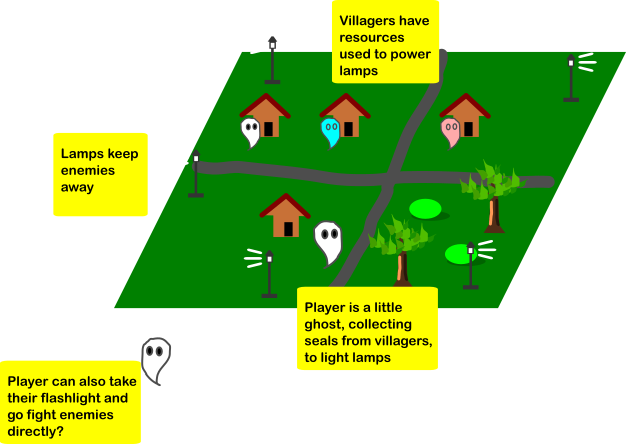 Villagers have
resources
used to power
lamps
Lamps keep
enemies
away
Player is a little
ghost, collecting
seals from villagers,
to light lamps
Player can also take
their flashlight and
go fight enemies
directly?